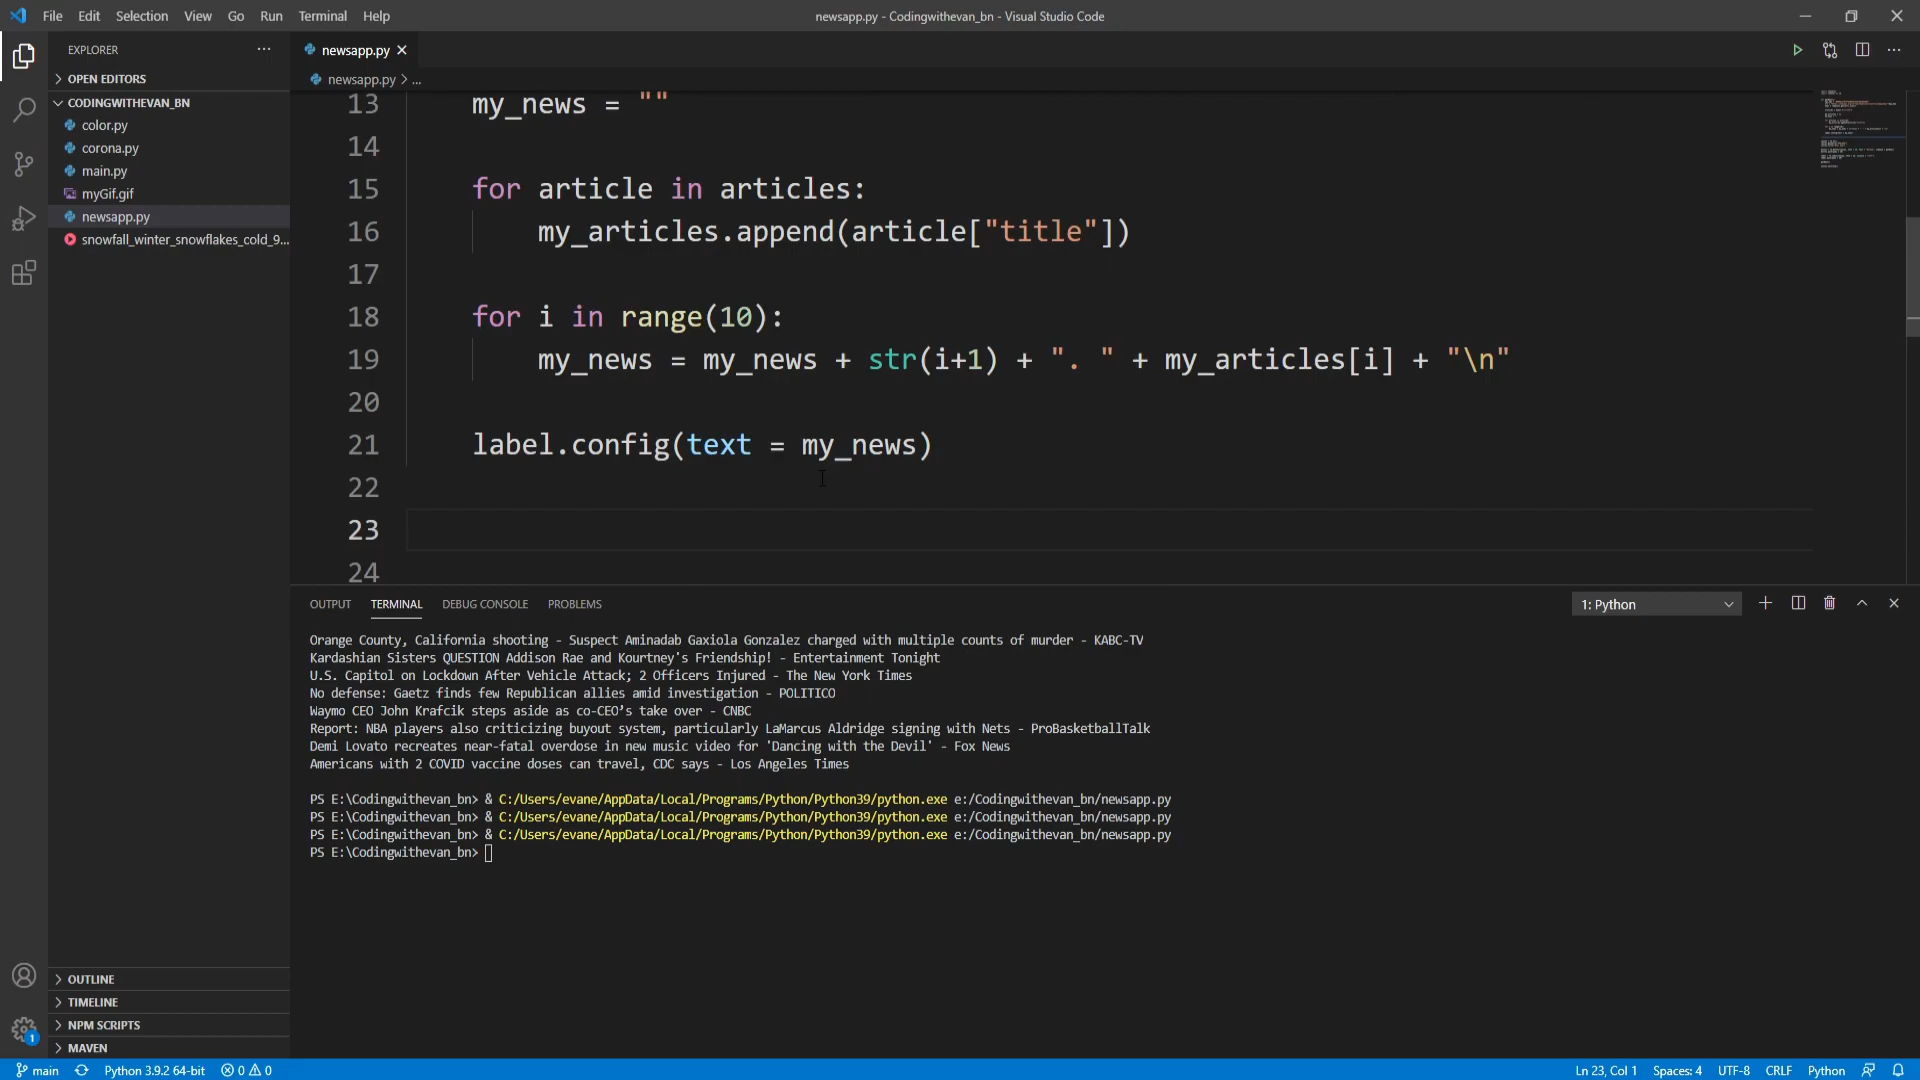 File Edit Selection View Go Run Terminal Help
newsapp.py - Codingwithevan_bn - Visual Studio Code
EXPLORER
OPEN EDITORS
CODINGWITHEVAN_BN
color.py
corona.py
main.py
myGif.gif
newsapp.py
snowfall_winter_snowflakes_cold_9...
OUTLINE
TIMELINE
NPM SCRIPTS
MAVEN
newsapp.py
newsapp.py > ...
13 my_news = ""
14
15 for article in articles:
16 my_articles.append(article["title"])
17
18 for i in range(10):
19 my_news = my_news + str(i+1) + ". " + my_articles[i] + "\n"
20
21 label.config(text = my_news)
22
23
24
OUTPUT TERMINAL DEBUG CONSOLE PROBLEMS
1: Python
Orange County, California shooting - Suspect Aminadab Gaxiola Gonzalez charged with multiple counts of murder - KABC-TV
Kardashian Sisters QUESTION Addison Rae and Kourtney's Friendship! - Entertainment Tonight
U.S. Capitol on Lockdown After Vehicle Attack; 2 Officers Injured - The New York Times
No defense: Gaetz finds few Republican allies amid investigation - POLITICO
Waymo CEO John Krafcik steps aside as co-CEO’s take over - CNBC
Report: NBA players also criticizing buyout system, particularly LaMarcus Aldridge signing with Nets - ProBasketballTalk
Demi Lovato recreates near-fatal overdose in new music video for 'Dancing with the Devil' - Fox News
Americans with 2 COVID vaccine doses can travel, CDC says - Los Angeles Times
PS E:\Codingwithevan_bn> & C:/Users/evane/AppData/Local/Programs/Python/Python39/python.exe e:/Codingwithevan_bn/newsapp.py
PS E:\Codingwithevan_bn> & C:/Users/evane/AppData/Local/Programs/Python/Python39/python.exe e:/Codingwithevan_bn/newsapp.py
PS E:\Codingwithevan_bn> & C:/Users/evane/AppData/Local/Programs/Python/Python39/python.exe e:/Codingwithevan_bn/newsapp.py
PS E:\Codingwithevan_bn>
1
main Python 3.9.2 64-bit 0 0
Ln 23, Col 1 Spaces: 4 UTF-8 CRLF Python